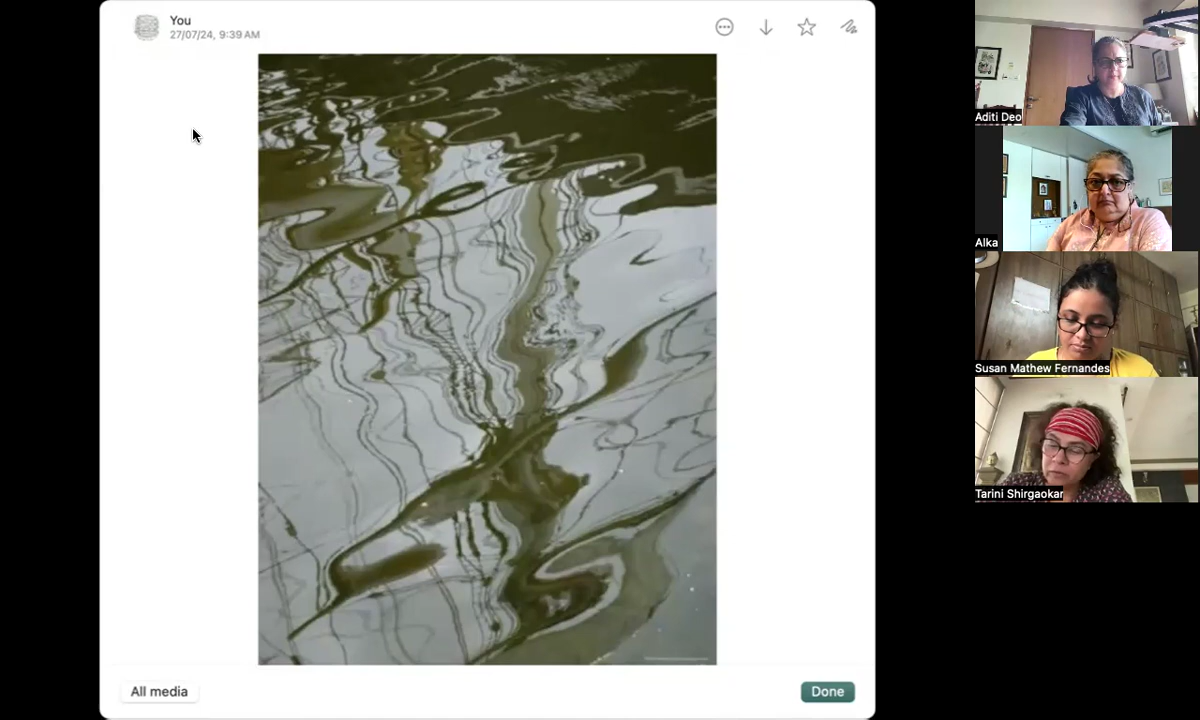 You
27/07/24, 9:39 AM
All media
Done
Aditi Deo
Alka
Susan Mathew Fernandes
Tarini Shirgaokar